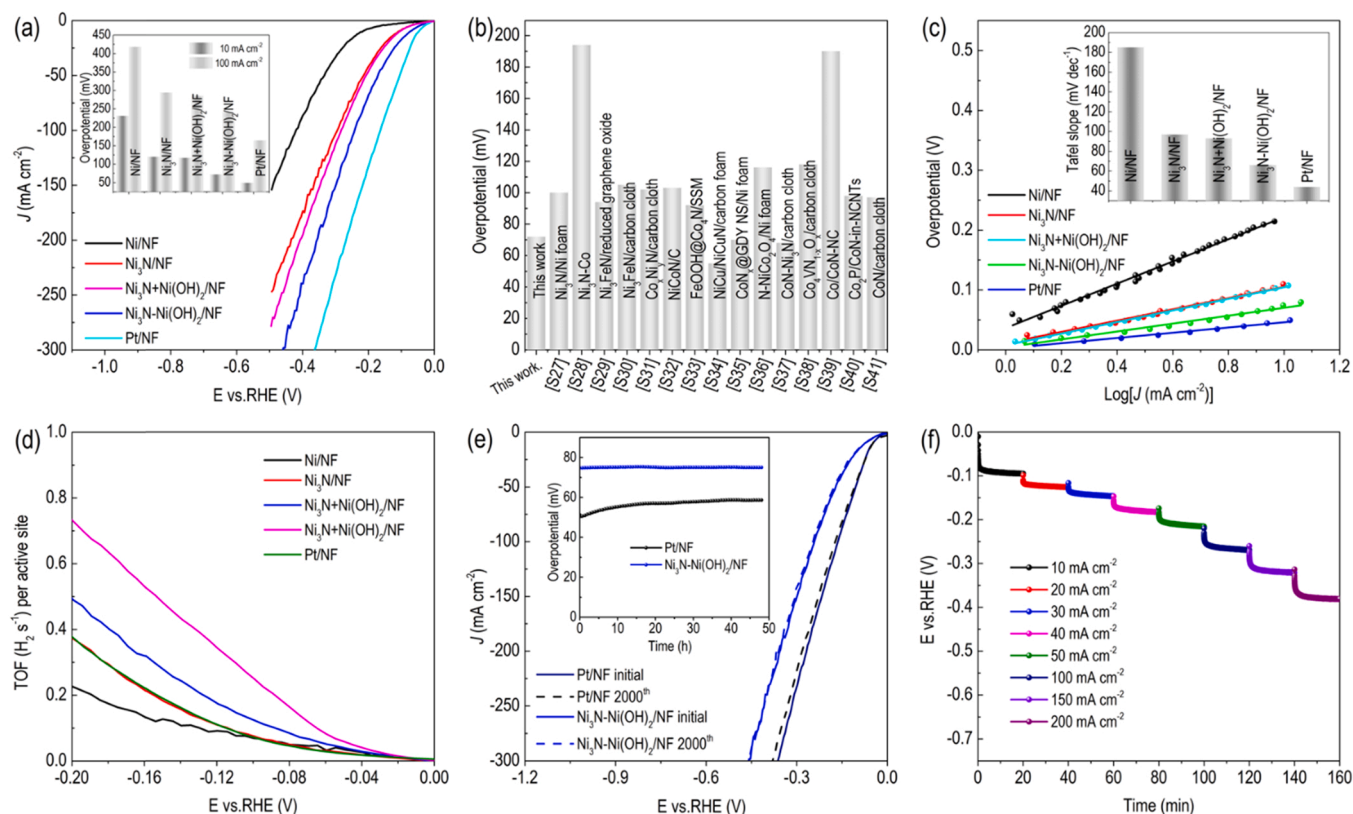 (a)
J (mA cm⁻²)
0
-50
-100
-150
-200
-250
-300
-1.0
-0.8
-0.6
-0.4
-0.2
0.0
E vs.RHE (V)
Overpotential (mV)
450
400
350
300
250
200
150
100
50
10 mA cm⁻²
100 mA cm⁻²
Ni/NF
Ni₃N/NF
Ni₃N+Ni(OH)₂/NF
Ni₃N-Ni(OH)₂/NF
Pt/NF
Ni/NF
Ni₃N/NF
Ni₃N+Ni(OH)₂/NF
Ni₃N-Ni(OH)₂/NF
Pt/NF
(b)
Overpotential (mV)
200
180
160
140
120
100
80
60
40
20
0
This work
Ni₃N/Ni foam
Ni₃N-Co
Ni₃FeN/reduced graphene oxide
Ni₃FeN/carbon cloth
CoₓNiᵧN/carbon cloth
NiCoN/C
FeOOH@Co₄N/SSM
NiCu/NiCuN/carbon foam
CoNₓ@GDY NS/Ni foam
N-NiCo₂O₄/Ni foam
CoN-Ni₃N/carbon cloth
Co₄VN₁₋ₓOₓ/carbon cloth
Co/CoN-NC
Co₂P/CoN-in-NCNTs
CoN/carbon cloth
This work.
[S27]
[S28]
[S29]
[S30]
[S31]
[S32]
[S33]
[S34]
[S35]
[S36]
[S37]
[S38]
[S39]
[S40]
[S41]
(c)
Overpotential (V)
0.5
0.4
0.3
0.2
0.1
0.0
0.0
0.2
0.4
0.6
0.8
1.0
1.2
Log[J (mA cm⁻²)]
Tafel slope (mV dec⁻¹)
200
180
160
140
120
100
80
60
40
Ni/NF
Ni₃N/NF
Ni₃N+Ni(OH)₂/NF
Ni₃N-Ni(OH)₂/NF
Pt/NF
Ni/NF
Ni₃N/NF
Ni₃N+Ni(OH)₂/NF
Ni₃N-Ni(OH)₂/NF
Pt/NF
(d)
TOF (H₂ s⁻¹) per active site
1.0
0.8
0.6
0.4
0.2
0.0
-0.20
-0.16
-0.12
-0.08
-0.04
0.00
E vs.RHE (V)
Ni/NF
Ni₃N/NF
Ni₃N+Ni(OH)₂/NF
Ni₃N+Ni(OH)₂/NF
Pt/NF
(e)
J (mA cm⁻²)
0
-50
-100
-150
-200
-250
-300
-1.2
-0.9
-0.6
-0.3
0.0
E vs.RHE (V)
Overpotential (mV)
80
60
40
20
0
0
10
20
30
40
50
Time (h)
Pt/NF
Ni₃N-Ni(OH)₂/NF
Pt/NF initial
Pt/NF 2000ᵗʰ
Ni₃N-Ni(OH)₂/NF initial
Ni₃N-Ni(OH)₂/NF 2000ᵗʰ
(f)
E vs.RHE (V)
-0.1
-0.2
-0.3
-0.4
-0.5
-0.6
-0.7
0
20
40
60
80
100
120
140
160
Time (min)
10 mA cm⁻²
20 mA cm⁻²
30 mA cm⁻²
40 mA cm⁻²
50 mA cm⁻²
100 mA cm⁻²
150 mA cm⁻²
200 mA cm⁻²